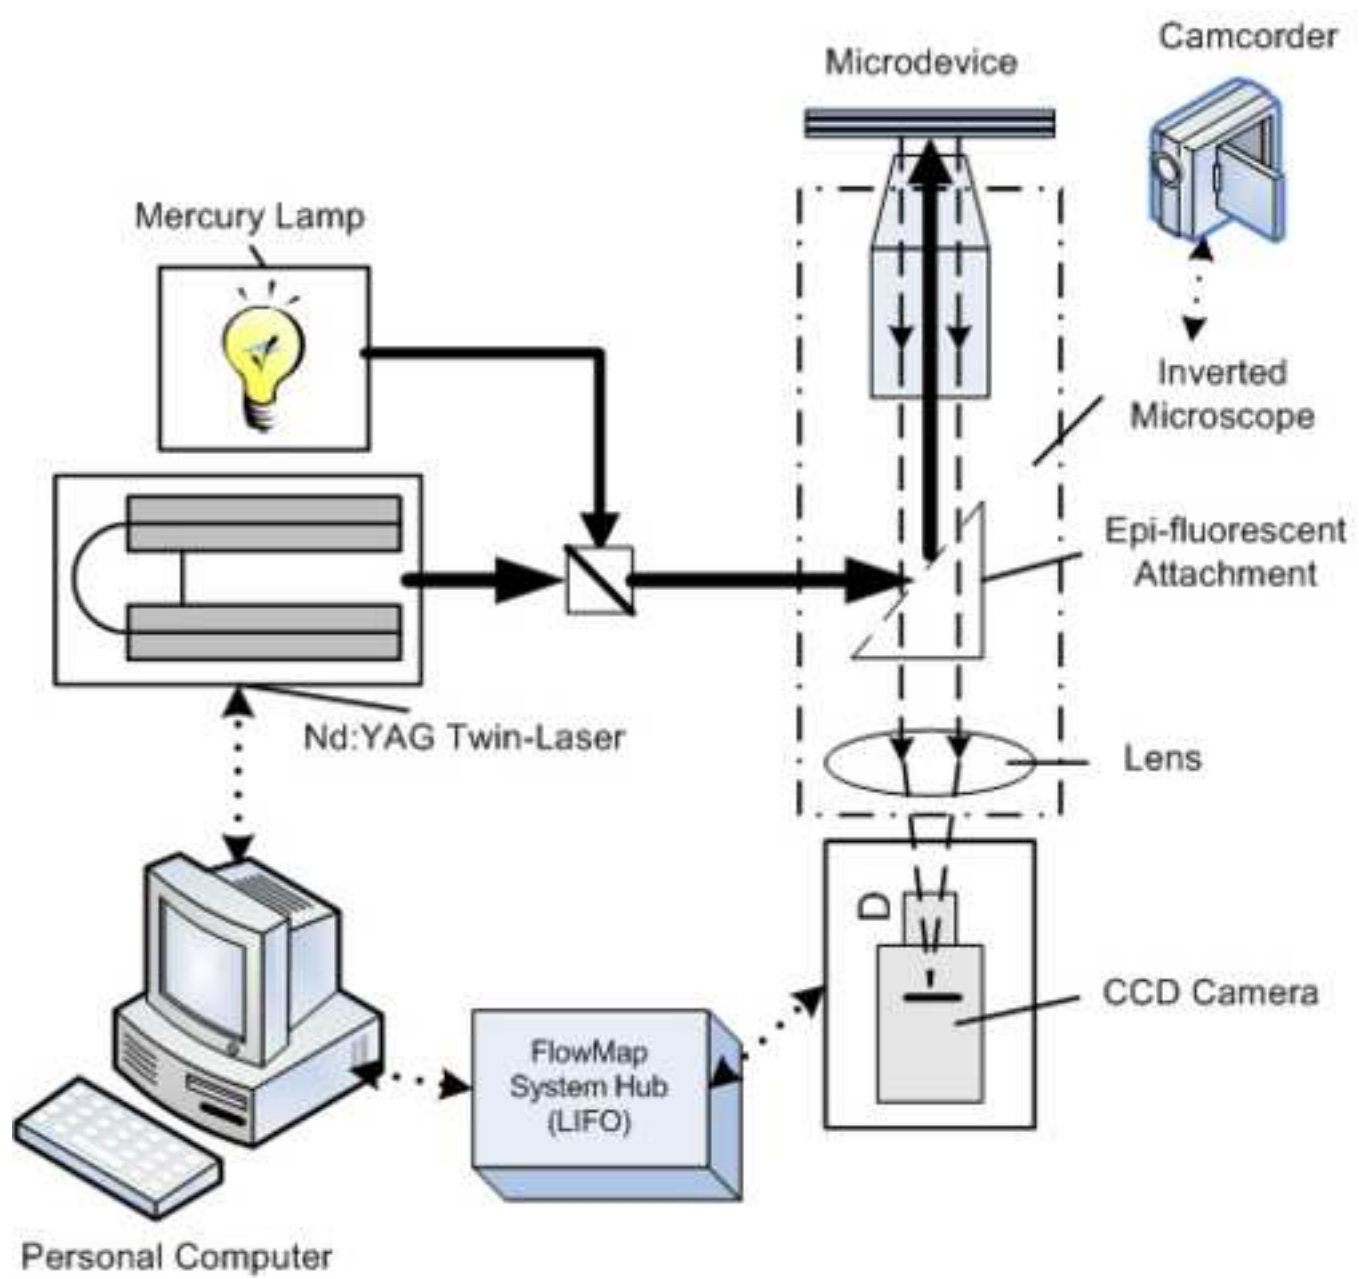 Camcorder
Microdevice
Mercury Lamp
Inverted
Microscope
Epi-fluorescent
Attachment
Nd:YAG Twin-Laser
Lens
D
CCD Camera
FlowMap
System Hub
(LIFO)
Personal Computer